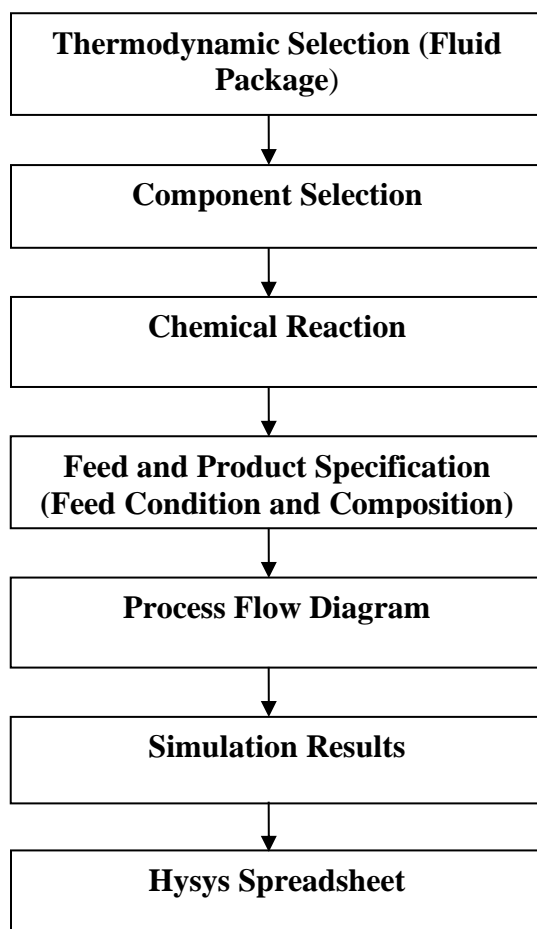 Thermodynamic Selection (Fluid
Package)
Component Selection
Chemical Reaction
Feed and Product Specification
(Feed Condition and Composition)
Process Flow Diagram
Simulation Results
Hysys Spreadsheet